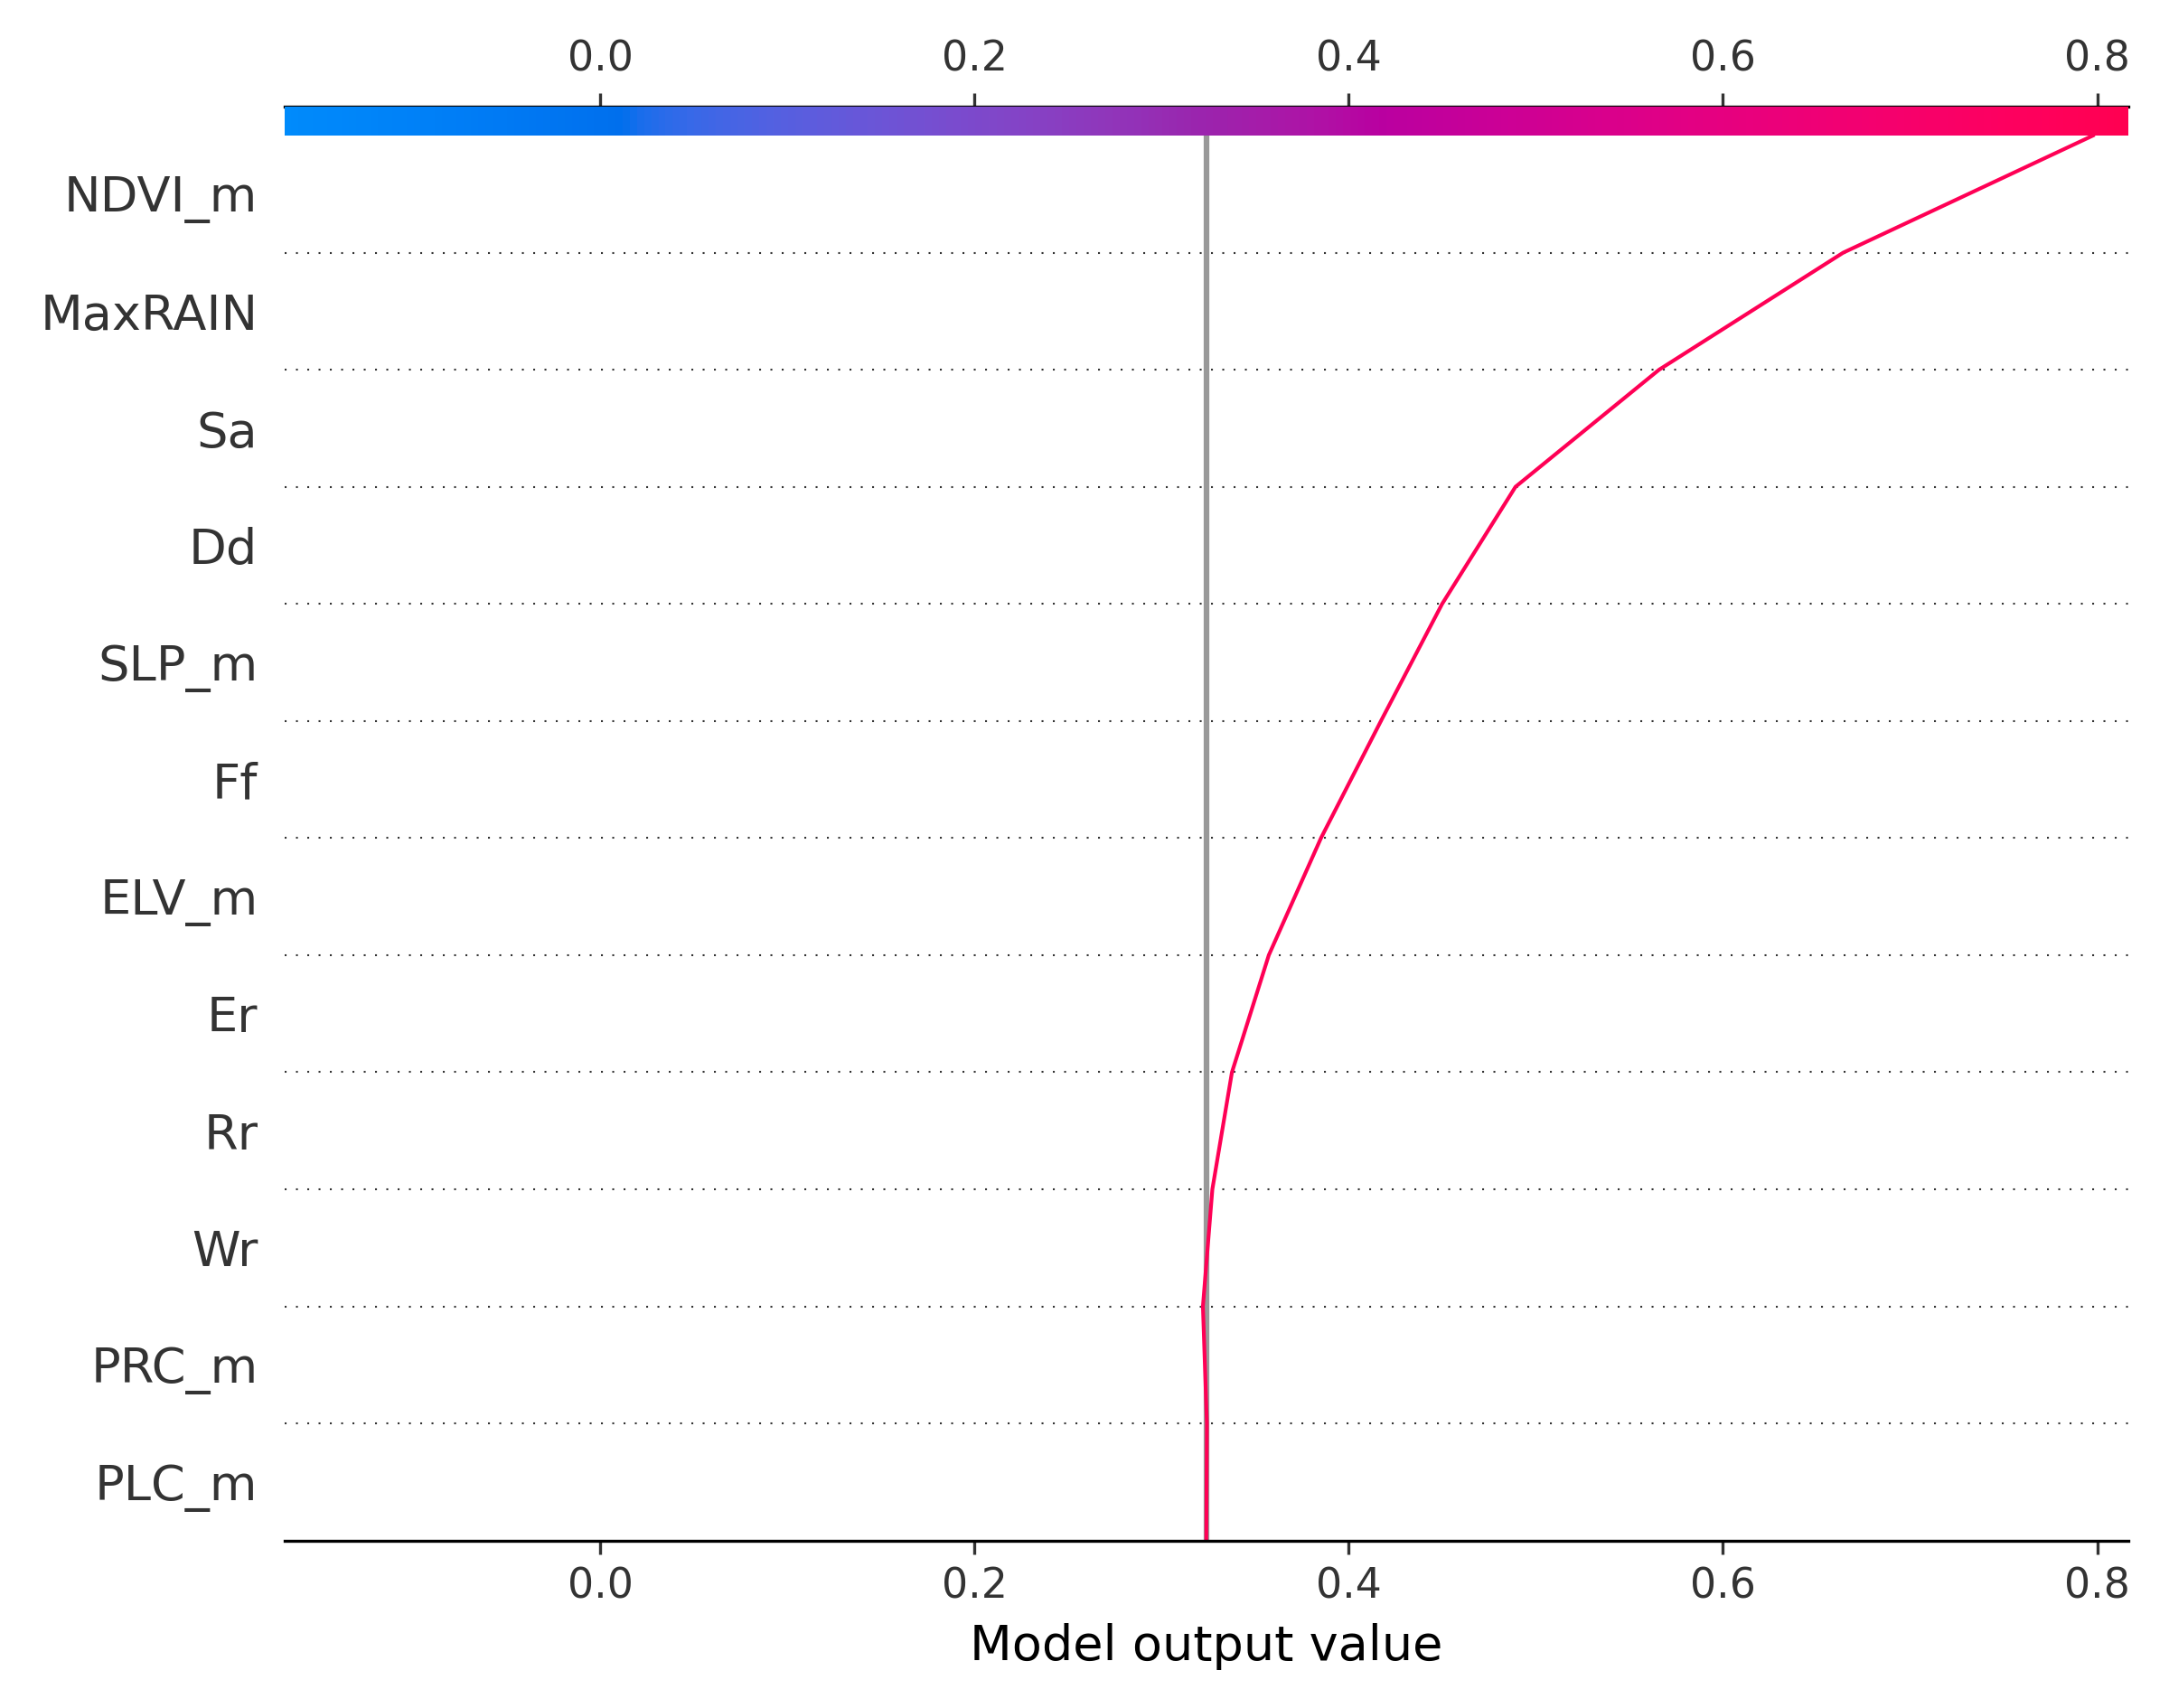 0.0 0.2 0.4 0.6 0.8
NDVI_m
MaxRAIN
Sa
Dd
SLP_m
Ff
ELV_m
Er
Rr
Wr
PRC_m
PLC_m
0.0 0.2 0.4 0.6 0.8
Model output value